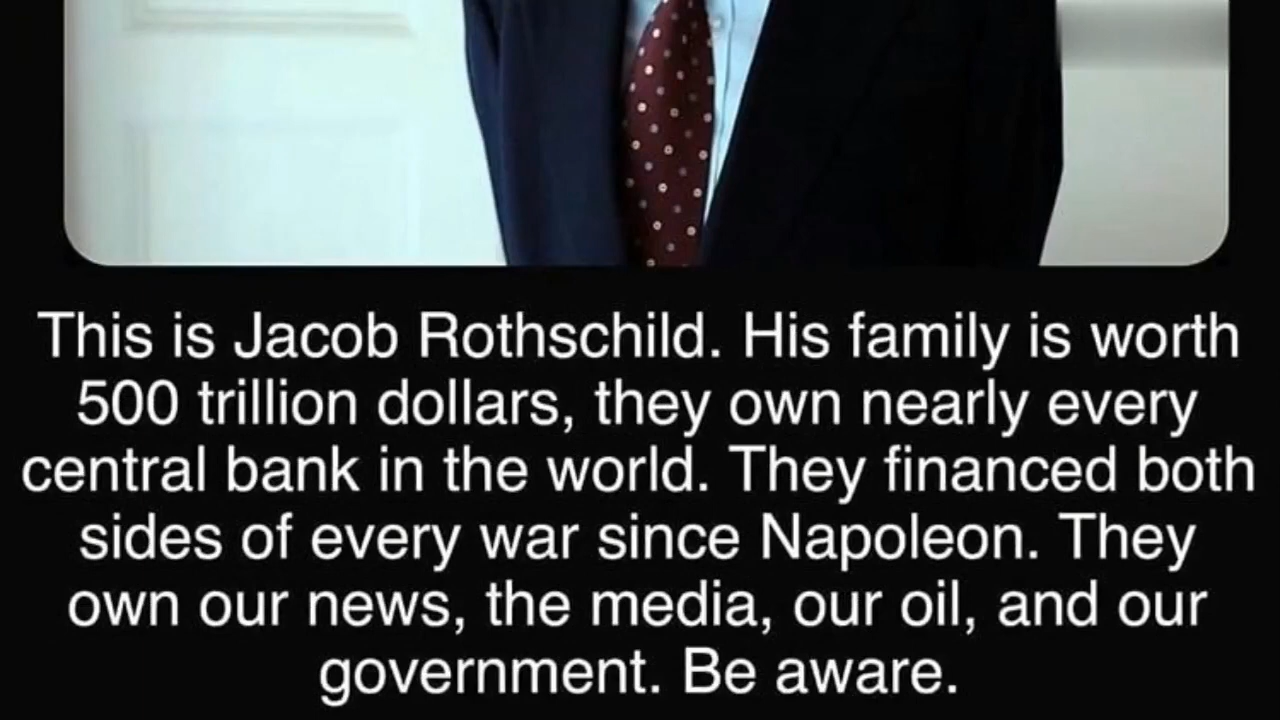 This is Jacob Rothschild. His family is worth
500 trillion dollars, they own nearly every
central bank in the world. They financed both
sides of every war since Napoleon. They
own our news, the media, our oil, and our
government. Be aware.